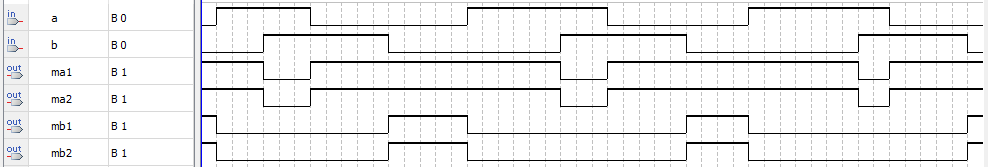 in a B 0
in b B 0
out ma1 B 1
out ma2 B 1
out mb1 B 1
out mb2 B 1